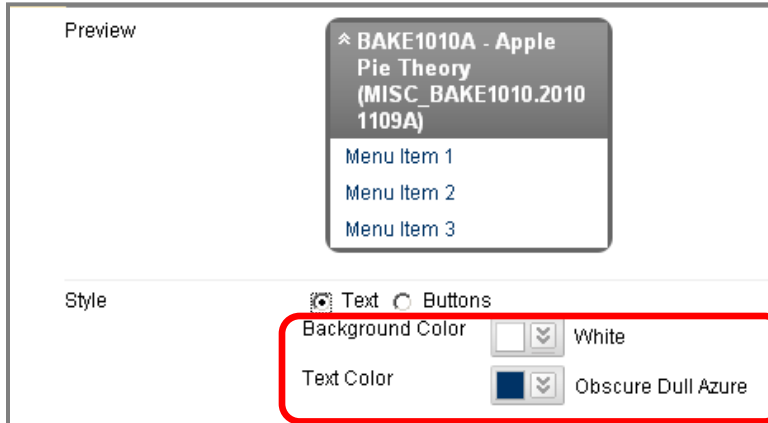 Preview
BAKE1010A - Apple
Pie Theory
(MISC_BAKE1010.2010
1109A)
Menu Item 1
Menu Item 2
Menu Item 3
Style
Text Buttons
Background Color White
Text Color Obscure Dull Azure